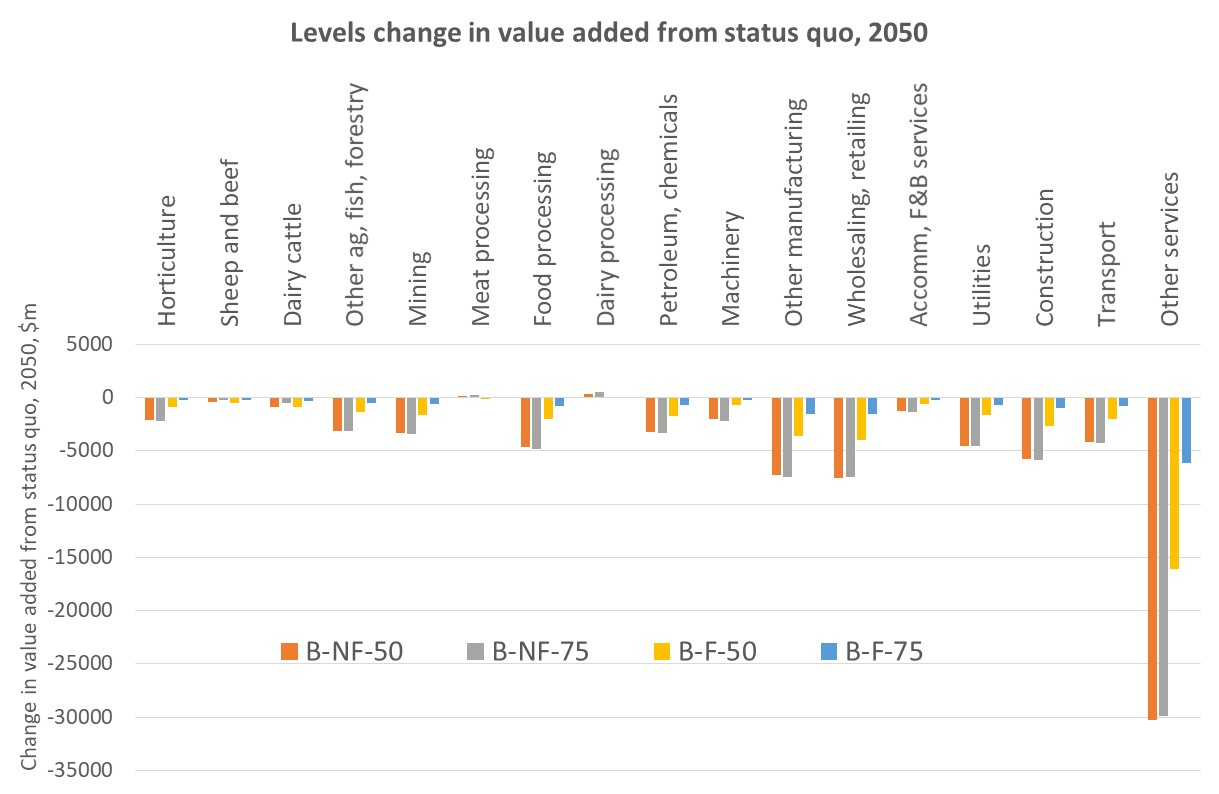 Levels change in value added from status quo, 2050
Horticulture
Sheep and beef
Dairy cattle
Other ag, fish, forestry
Mining
Meat processing
Food processing
Dairy processing
Petroleum, chemicals
Machinery
Other manufacturing
Wholesaling, retailing
Accomm, F&B services
Utilities
Construction
Transport
Other services
Change in value added from status quo, 2050, $m
5000
0
-5000
-10000
-15000
-20000
-25000
-30000
-35000
B-NF-50 B-NF-75 B-F-50 B-F-75